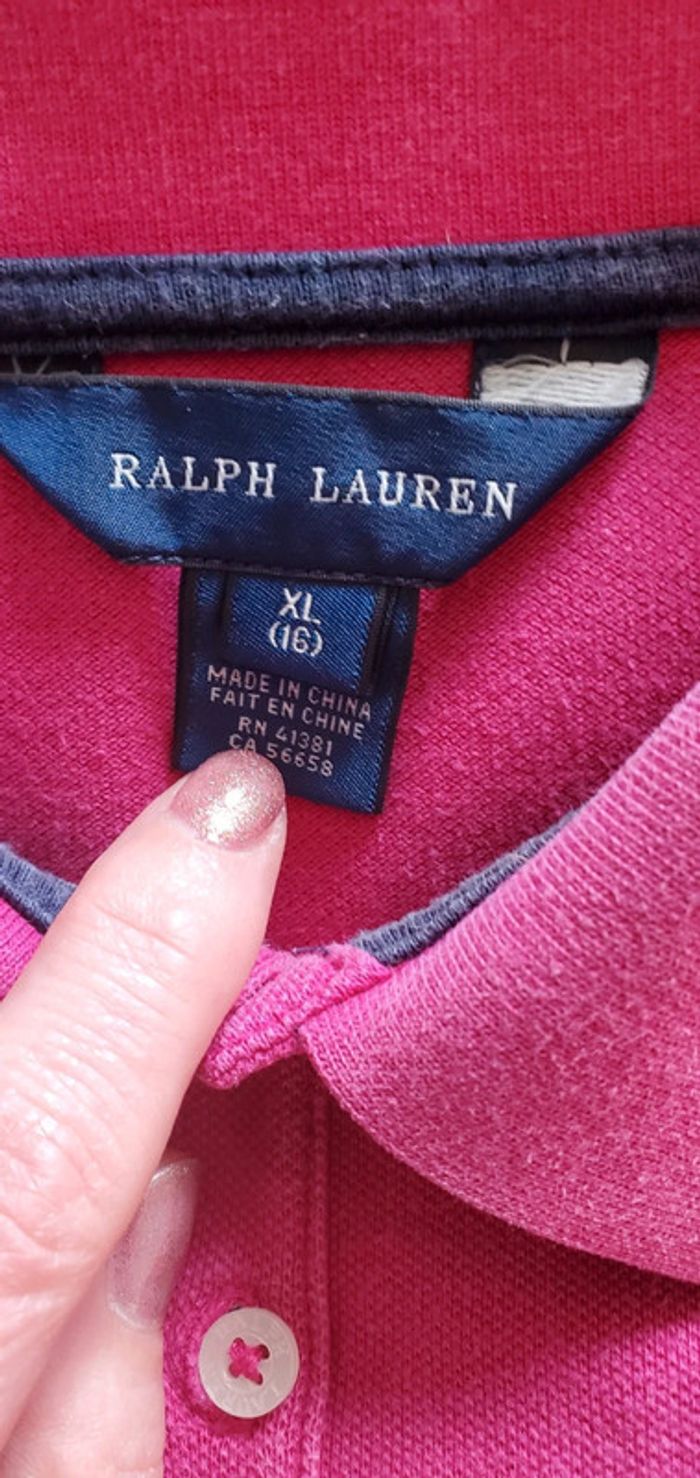 RALPH LAUREN
XL
(16)
MADE IN CHINA
FAIT EN CHINE
RN 41381
CA 56658